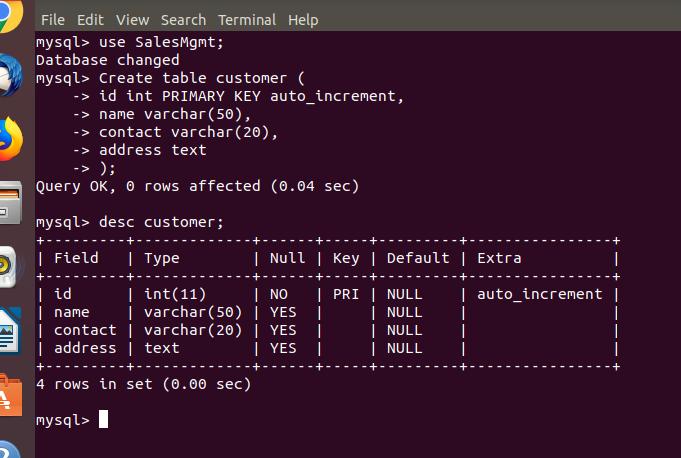 File Edit View Search Terminal Help
mysql> use SalesMgmt;
Database changed
mysql> Create table customer (
    -> id int PRIMARY KEY auto_increment,
    -> name varchar(50),
    -> contact varchar(20),
    -> address text
    -> );
Query OK, 0 rows affected (0.04 sec)

mysql> desc customer;
+---------+-------------+------+-----+---------+----------------+
| Field   | Type        | Null | Key | Default | Extra          |
+---------+-------------+------+-----+---------+----------------+
| id      | int(11)     | NO   | PRI | NULL    | auto_increment |
| name    | varchar(50) | YES  |     | NULL    |                |
| contact | varchar(20) | YES  |     | NULL    |                |
| address | text        | YES  |     | NULL    |                |
+---------+-------------+------+-----+---------+----------------+
4 rows in set (0.00 sec)

mysql>